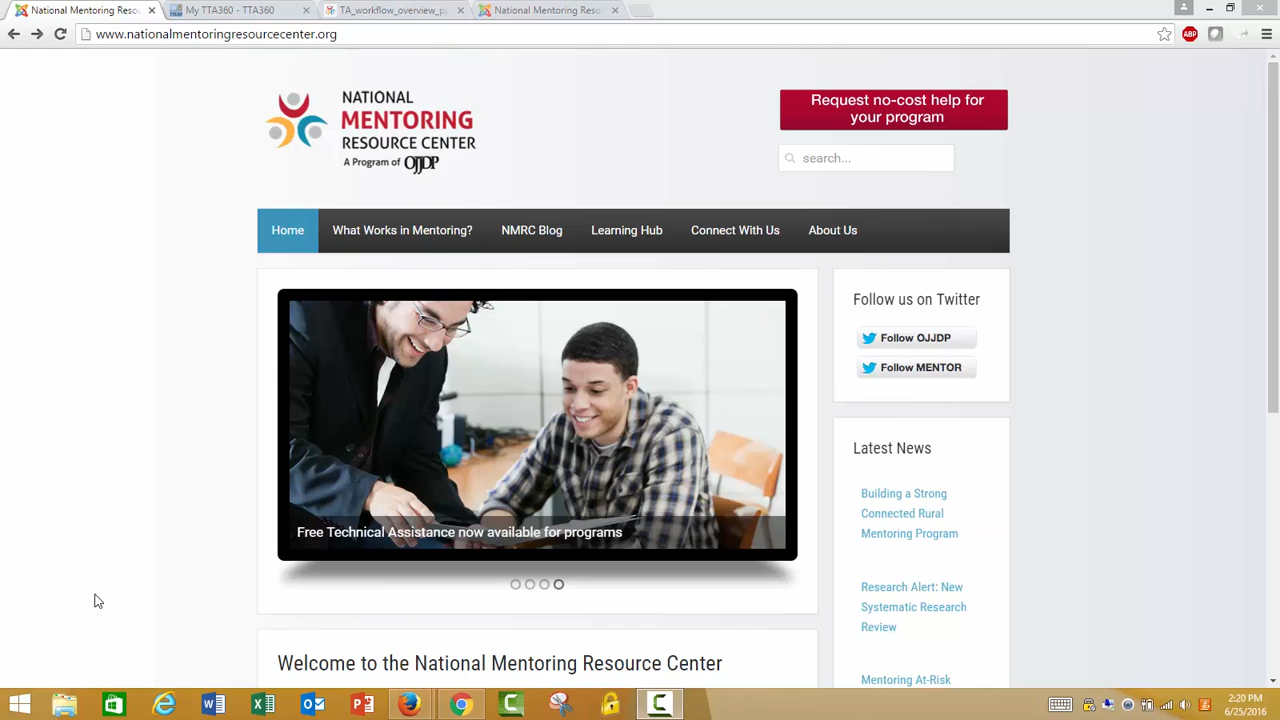 National Mentoring Reso
My TTA360 - TTA360
TA_workflow_overview_p
National Mentoring Reso
www.nationalmentoringresourcecenter.org
ABP
NATIONAL
MENTORING
RESOURCE CENTER
A Program of OJJDP
Request no-cost help for
your program
search...
Home
What Works in Mentoring?
NMRC Blog
Learning Hub
Connect With Us
About Us
Free Technical Assistance now available for programs
Welcome to the National Mentoring Resource Center
Follow us on Twitter
Follow OJJDP
Follow MENTOR
Latest News
Building a Strong
Connected Rural
Mentoring Program
Research Alert: New
Systematic Research
Review
Mentoring At-Risk
2:20 PM
6/25/2016